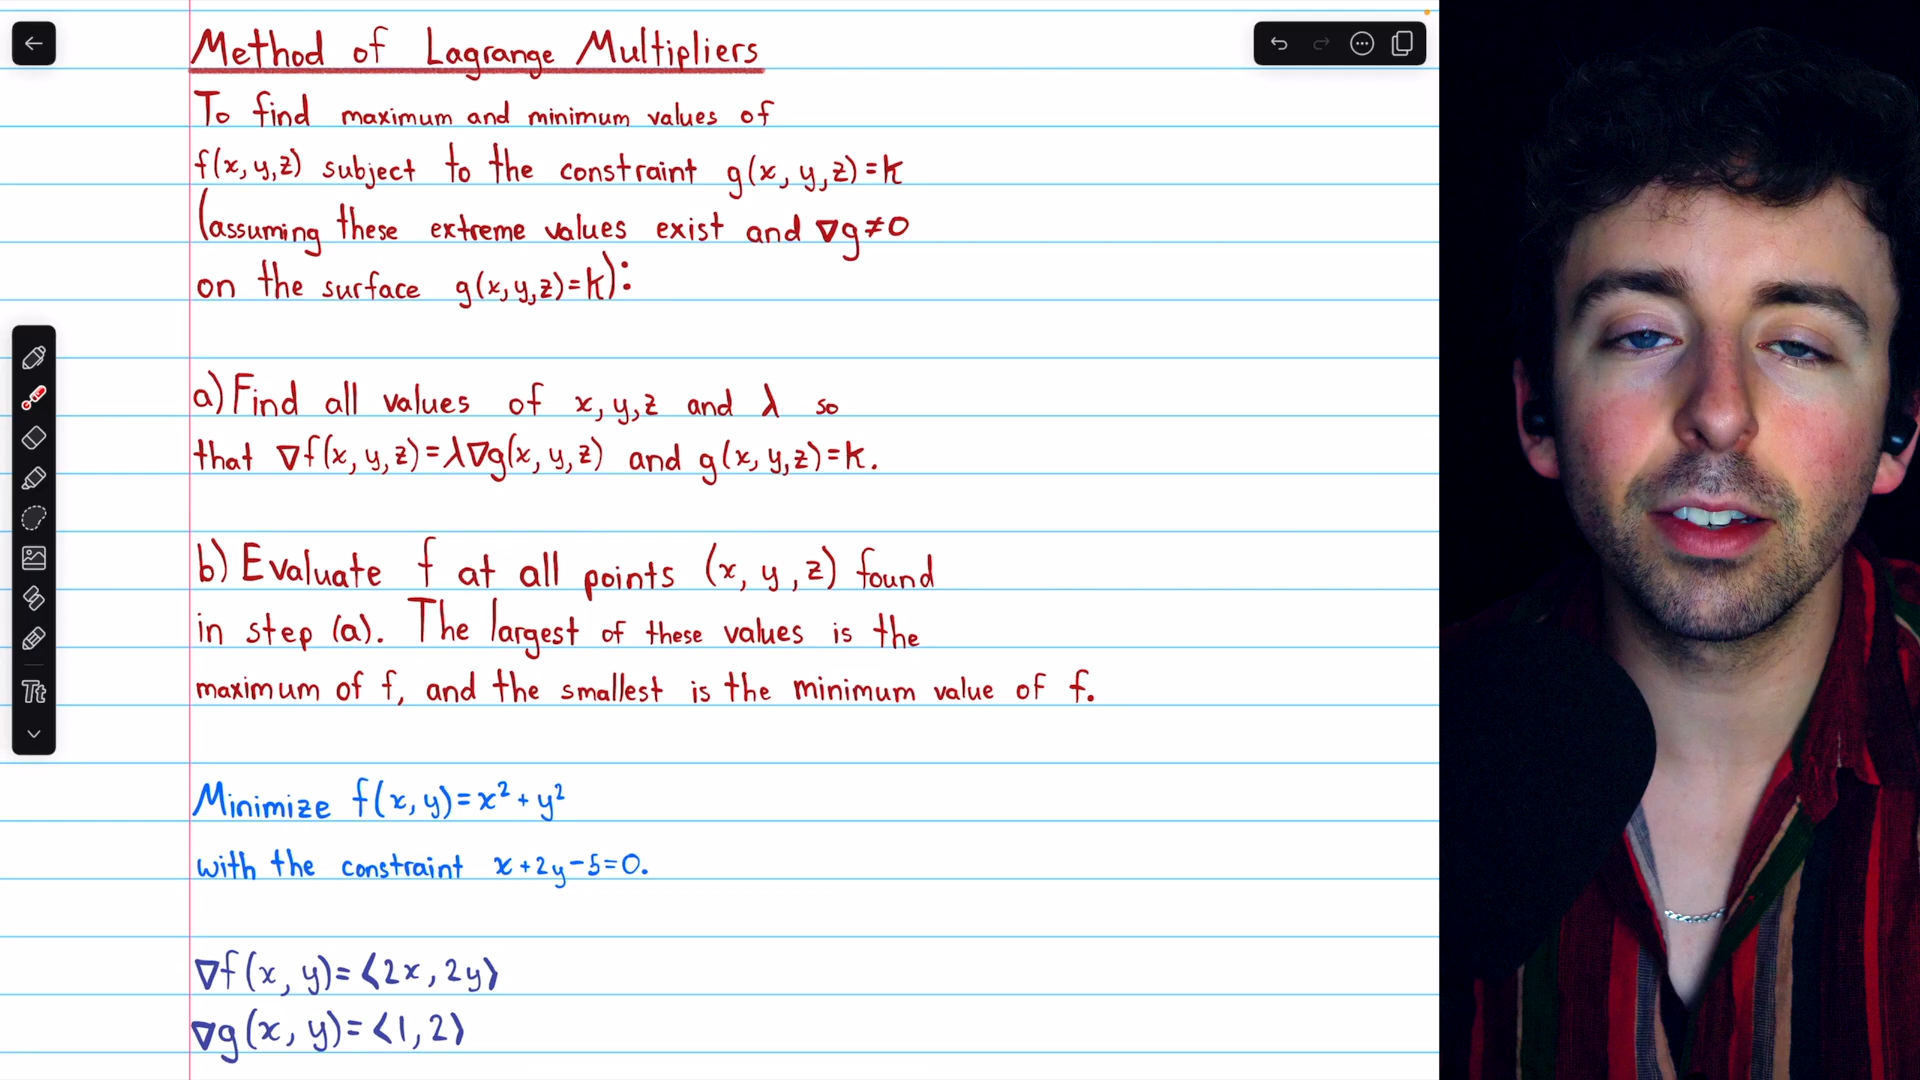 Method of Lagrange Multipliers
To find maximum and minimum values of
f(x,y,z) subject to the constraint g(x,y,z)=k
(assuming these extreme values exist and ∇g≠0
on the surface g(x,y,z)=k):
a) Find all values of x,y,z and λ so
that ∇f(x,y,z)=λ∇g(x,y,z) and g(x,y,z)=k.
b) Evaluate f at all points (x,y,z) found
in step (a). The largest of these values is the
maximum of f, and the smallest is the minimum value of f.
Minimize f(x,y)=x²+y²
with the constraint x+2y-5=0.
∇f(x,y)=⟨2x,2y⟩
∇g(x,y)=⟨1,2⟩
Tt